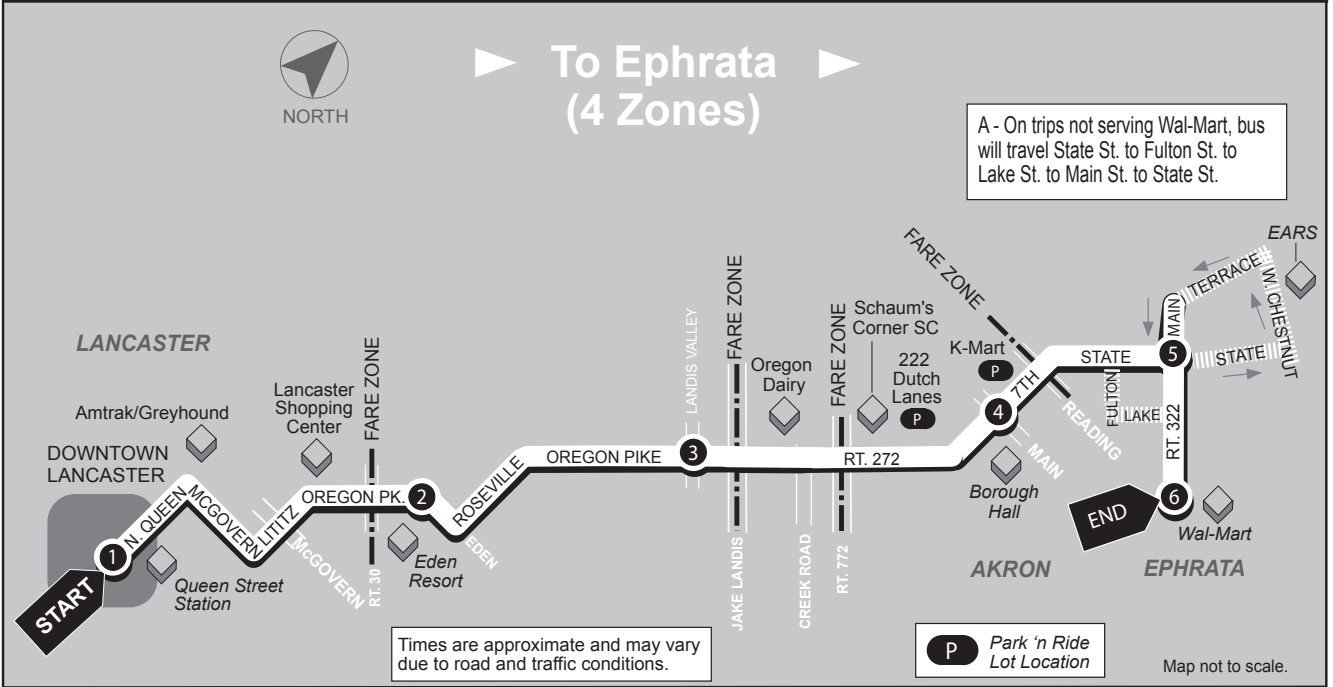 To Ephrata
(4 Zones)
NORTH
A - On trips not serving Wal-Mart, bus
will travel State St. to Fulton St. to
Lake St. to Main St. to State St.
EARS
FARE ZONE
TERRACE
W. CHESTNUT
MAIN
5
STATE
STATE
FULTON
LAKE
RT. 322
6
END
Wal-Mart
EPHRATA
LANCASTER
Amtrak/Greyhound
DOWNTOWN
LANCASTER
Lancaster
Shopping
Center
FARE ZONE
1
START
N. QUEEN
Queen Street
Station
MCGOVERN
LITITZ
McGOVERN
OREGON PK.
RT. 30
2
Eden
Resort
EDEN
ROSEVILLE
OREGON PIKE
LANDIS VALLEY
3
FARE ZONE
JAKE LANDIS
Oregon
Dairy
CREEK ROAD
FARE ZONE
RT. 772
RT. 272
Schaum's
Corner SC
222
Dutch
Lanes
P
K-Mart
P
4
7TH
READING
MAIN
Borough
Hall
AKRON
Times are approximate and may vary
due to road and traffic conditions.
P
Park ‘n Ride
Lot Location
Map not to scale.